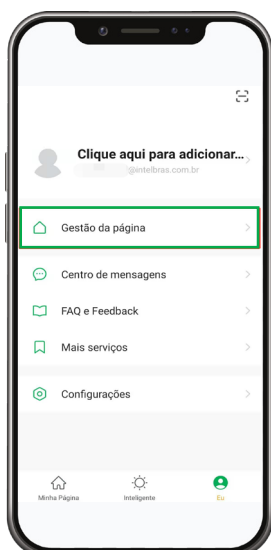 Clique aqui para adicionar...
@intelbras.com.br
Gestão da página
Centro de mensagens
FAQ e Feedback
Mais serviços
Configurações
Minha Página
Inteligente
Eu